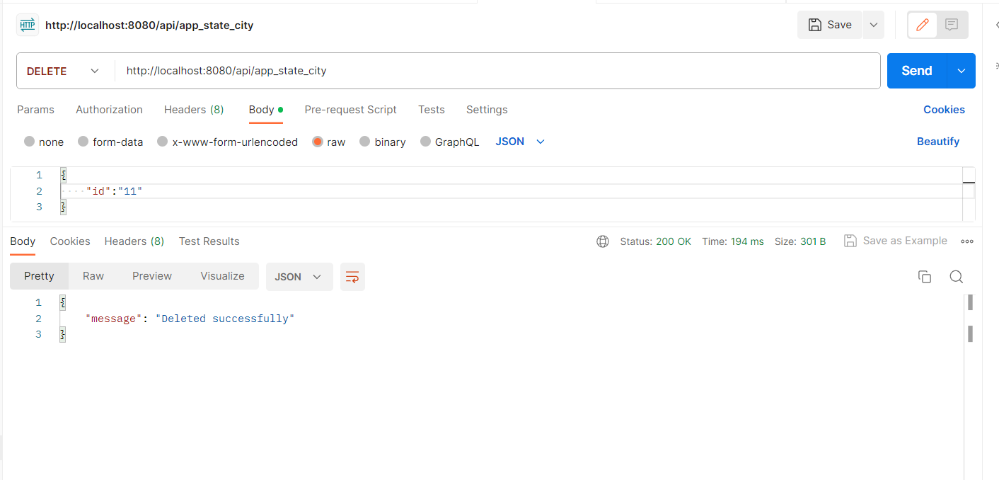 HTTP http://localhost:8080/api/app_state_city Save
DELETE http://localhost:8080/api/app_state_city Send
Params Authorization Headers (8) Body Pre-request Script Tests Settings Cookies
none form-data x-www-form-urlencoded raw binary GraphQL JSON Beautify
1 {
2 "id":"11"
3 }
Body Cookies Headers (8) Test Results Status: 200 OK Time: 194 ms Size: 301 B Save as Example
Pretty Raw Preview Visualize JSON
1 {
2 "message": "Deleted successfully"
3 }